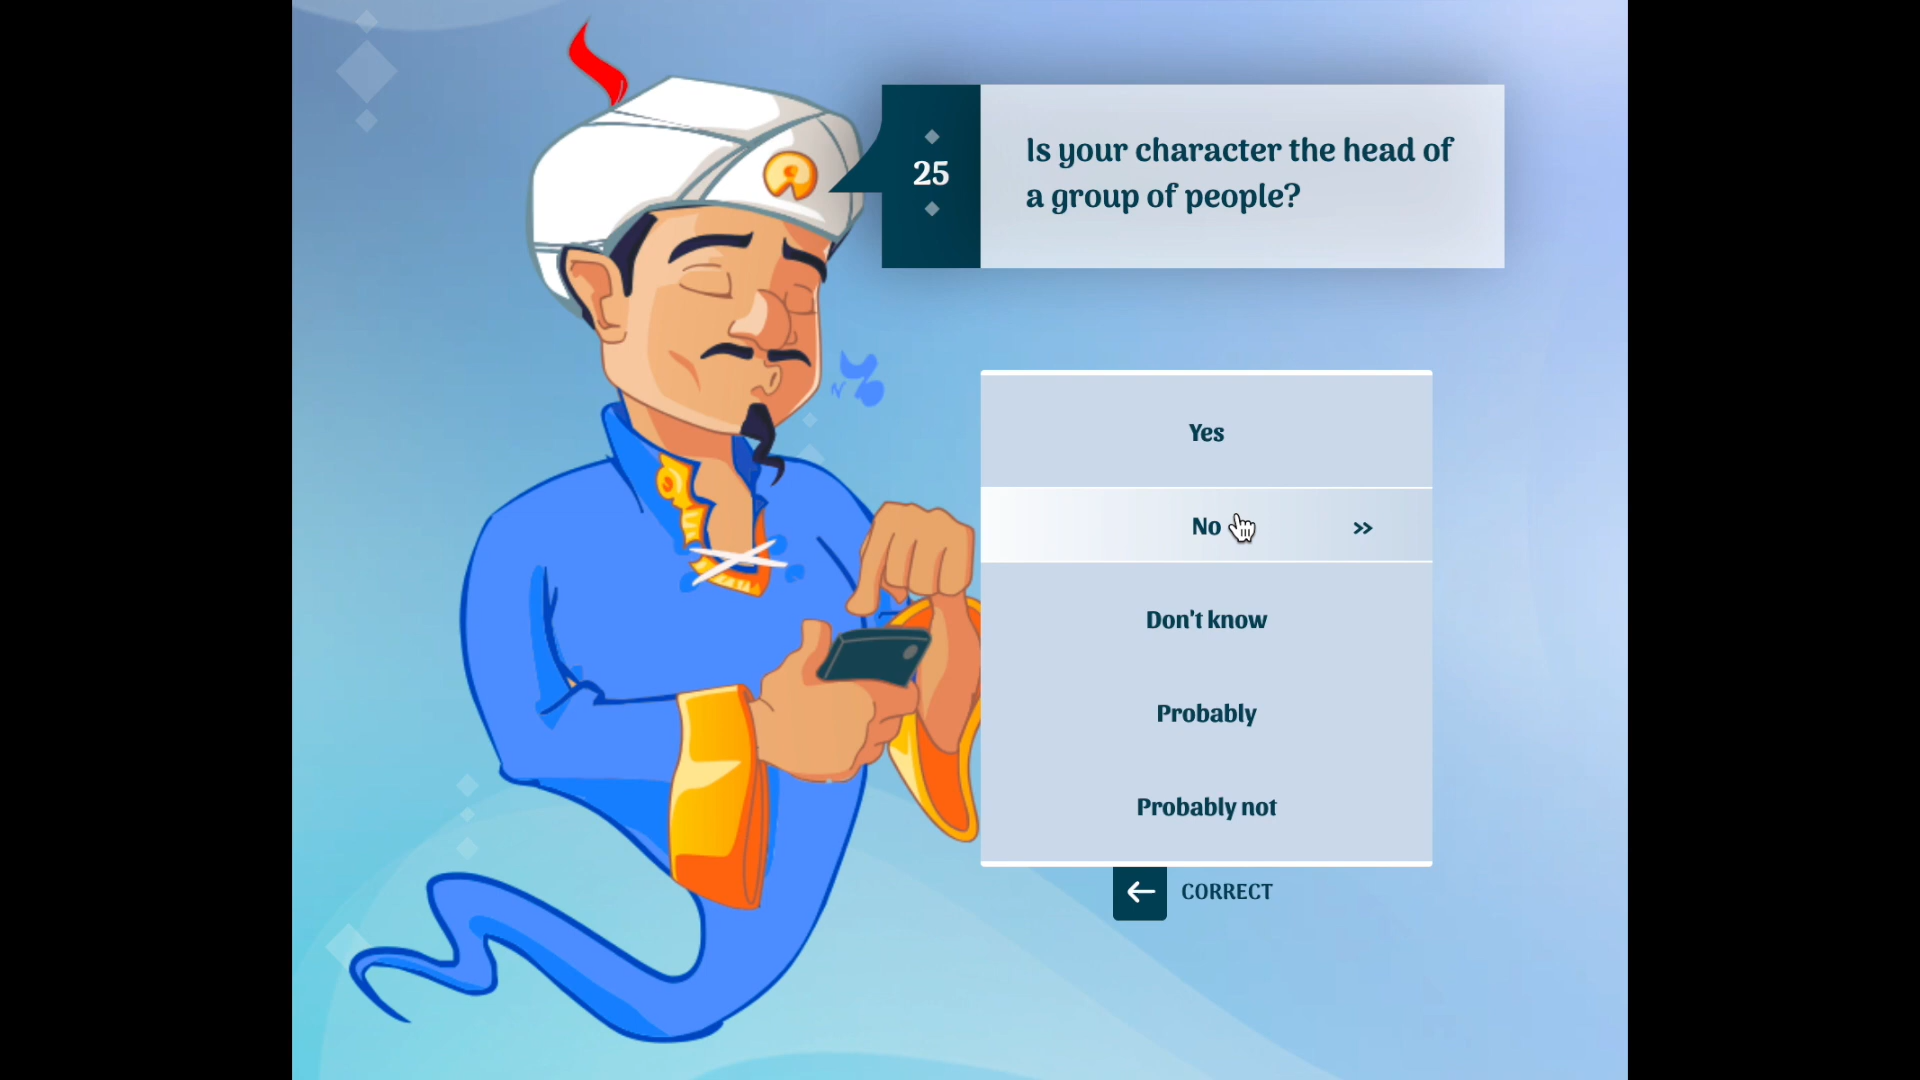 25
Is your character the head of
a group of people?
Yes
No
Don't know
Probably
Probably not
CORRECT